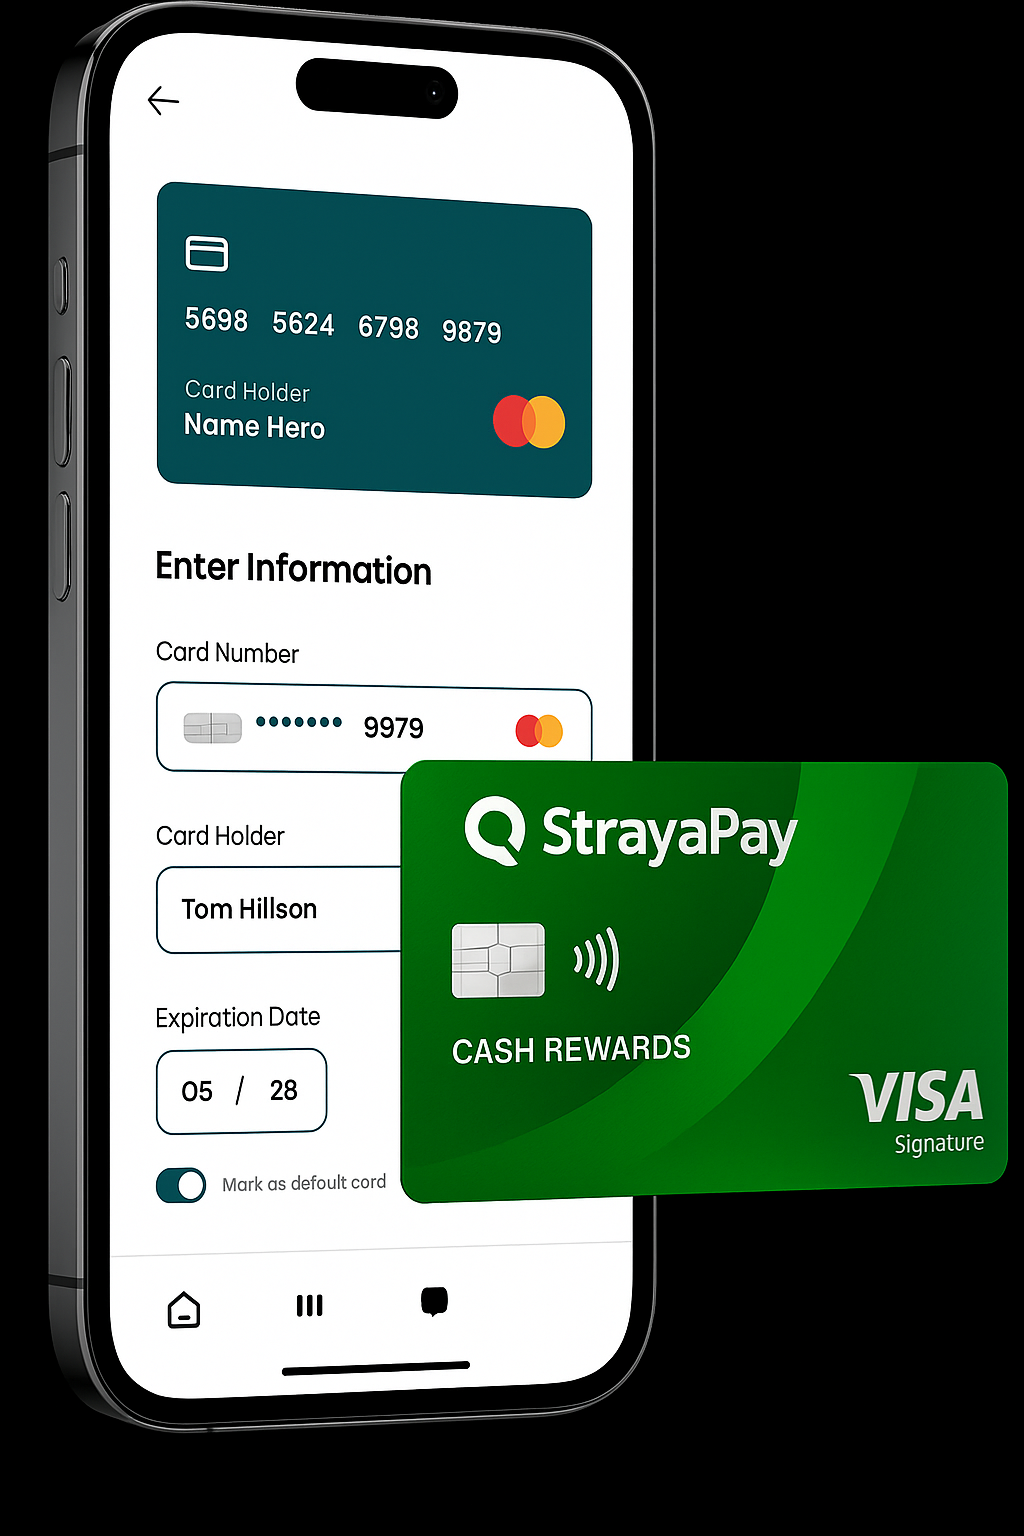 5698 5624 6798 9879
Card Holder
Name Hero
Enter Information
Card Number
••••••• 9979
Card Holder
Tom Hillson
Expiration Date
05 / 28
Mark as defoult cord
StrayaPay
CASH REWARDS
VISA
Signature